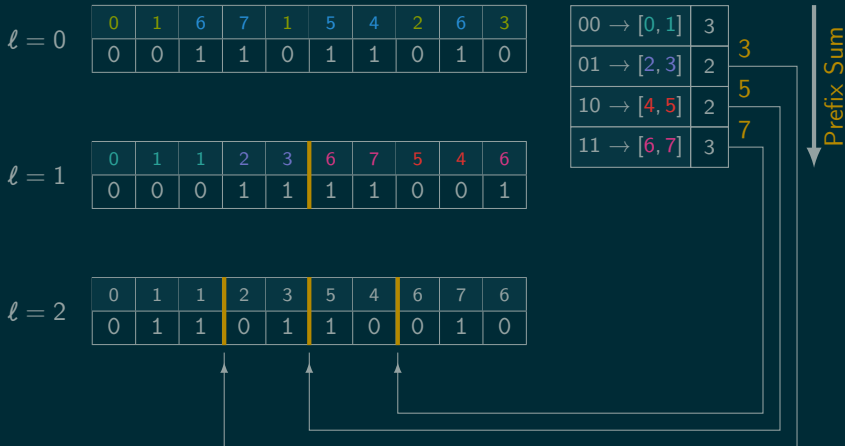 ℓ = 0
0 1 6 7 1 5 4 2 6 3
0 0 1 1 0 1 1 0 1 0
00 → [0, 1] 3
01 → [2, 3] 2
10 → [4, 5] 2
11 → [6, 7] 3
3
5
7
Prefix Sum
ℓ = 1
0 1 1 2 3 6 7 5 4 6
0 0 0 1 1 1 1 0 0 1
ℓ = 2
0 1 1 2 3 5 4 6 7 6
0 1 1 0 1 1 0 0 1 0